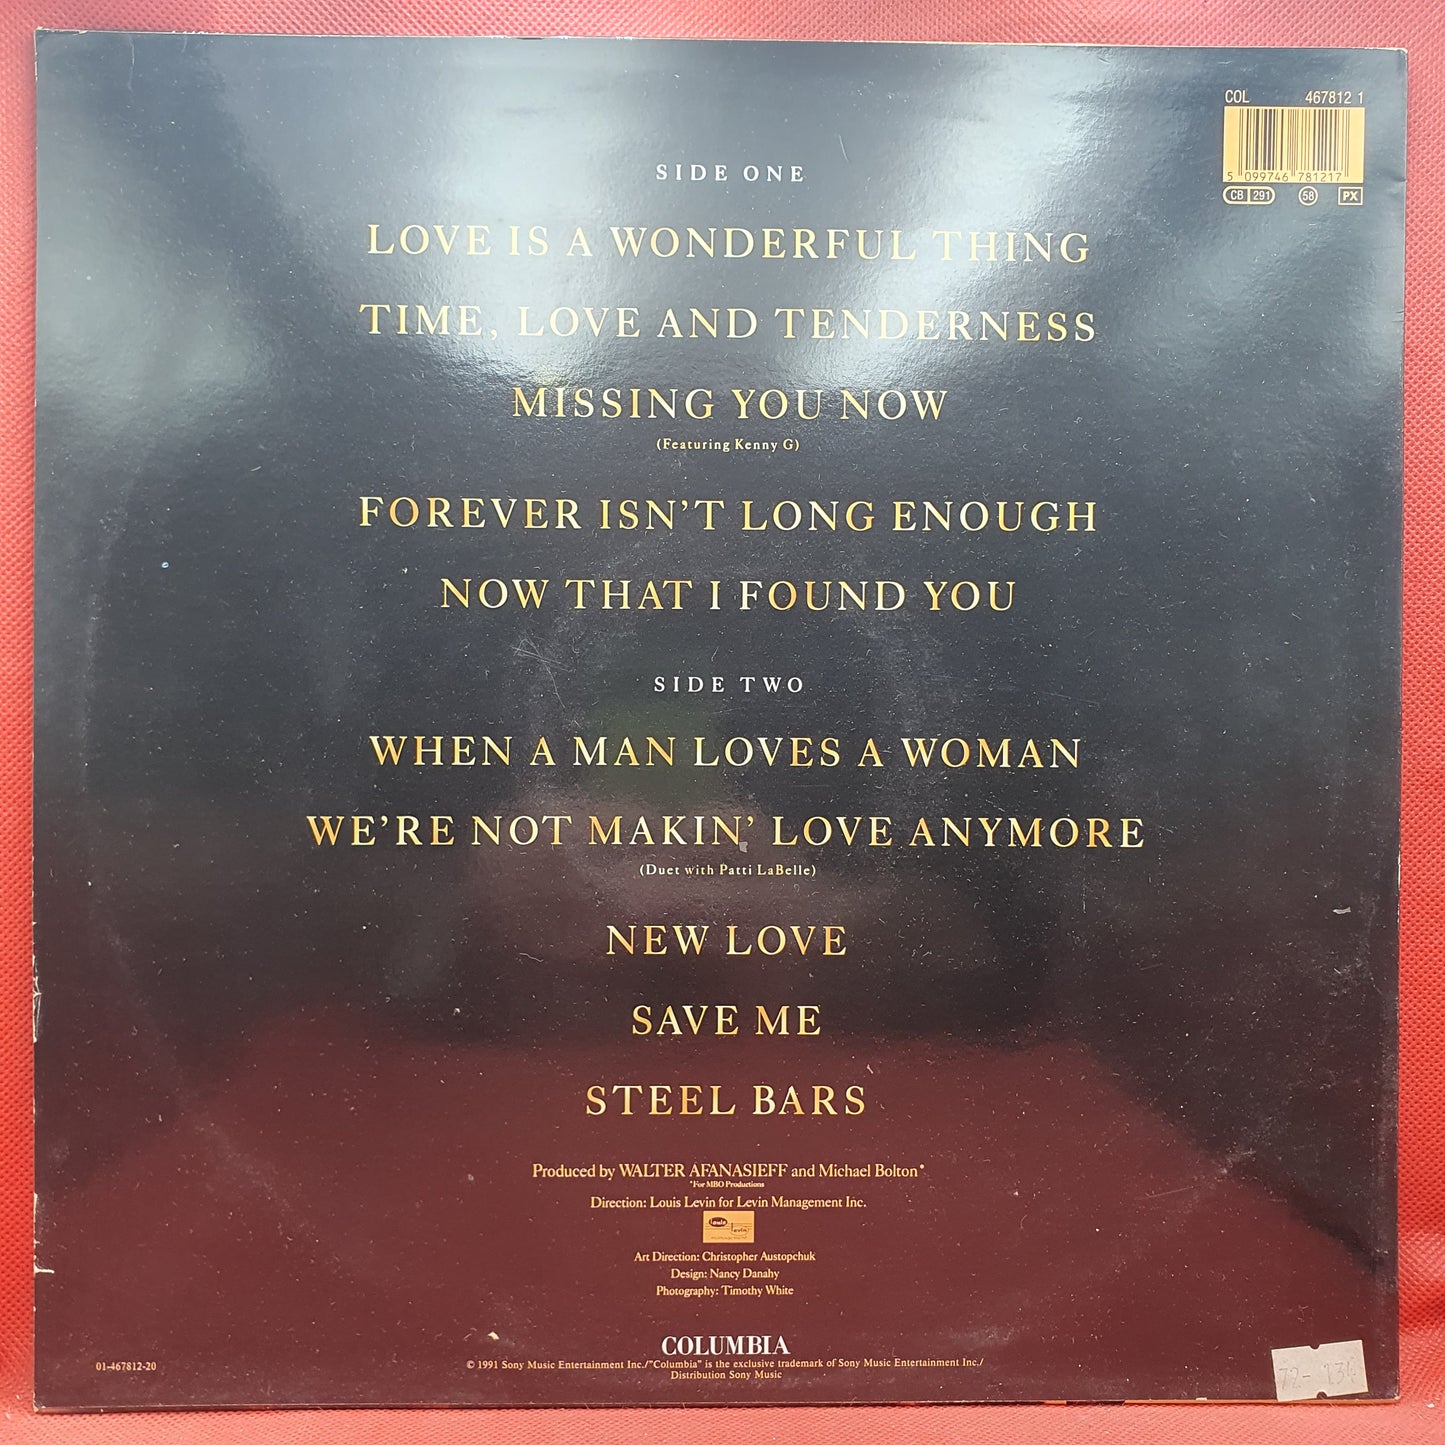 COL 467812 1
5 099746 781217
CB 291 58 PX
SIDE ONE
LOVE IS A WONDERFUL THING
TIME, LOVE AND TENDERNESS
MISSING YOU NOW
(Featuring Kenny G)
FOREVER ISN'T LONG ENOUGH
NOW THAT I FOUND YOU
SIDE TWO
WHEN A MAN LOVES A WOMAN
WE'RE NOT MAKIN' LOVE ANYMORE
(Duet with Patti LaBelle)
NEW LOVE
SAVE ME
STEEL BARS
Produced by WALTER AFANASIEFF and Michael Bolton*
*For MBO Productions
Direction: Louis Levin for Levin Management Inc.
louis
levin
management
Art Direction: Christopher Austopchuk
Design: Nancy Danahy
Photography: Timothy White
COLUMBIA
© 1991 Sony Music Entertainment Inc./"Columbia" is the exclusive trademark of Sony Music Entertainment Inc./
Distribution Sony Music
01-467812-20
72-